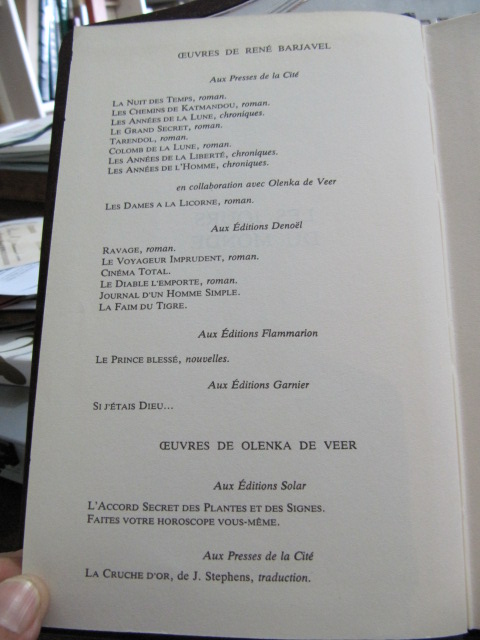 ŒUVRES DE RENÉ BARJAVEL
Aux Presses de la Cité
LA NUIT DES TEMPS, roman.
LES CHEMINS DE KATMANDOU, roman.
LES ANNÉES DE LA LUNE, chroniques.
LE GRAND SECRET, roman.
TARENDOL, roman.
COLOMB DE LA LUNE, roman.
LES ANNÉES DE LA LIBERTÉ, chroniques.
LES ANNÉES DE L'HOMME, chroniques.
en collaboration avec Olenka de Veer
LES DAMES A LA LICORNE, roman.
Aux Éditions Denoël
RAVAGE, roman.
LE VOYAGEUR IMPRUDENT, roman.
CINÉMA TOTAL.
LE DIABLE L'EMPORTE, roman.
JOURNAL D'UN HOMME SIMPLE.
LA FAIM DU TIGRE.
Aux Éditions Flammarion
LE PRINCE BLESSÉ, nouvelles.
Aux Éditions Garnier
SI J'ÉTAIS DIEU...
ŒUVRES DE OLENKA DE VEER
Aux Éditions Solar
L'ACCORD SECRET DES PLANTES ET DES SIGNES.
FAITES VOTRE HOROSCOPE VOUS-MÊME.
Aux Presses de la Cité
LA CRUCHE D'OR, de J. Stephens, traduction.